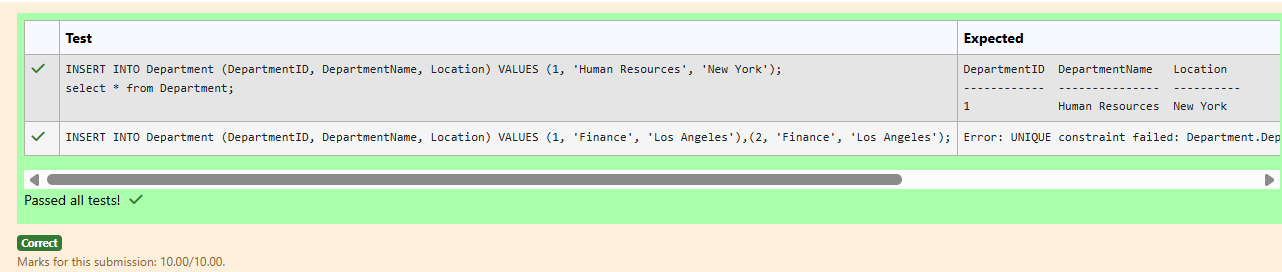 Test Expected
INSERT INTO Department (DepartmentID, DepartmentName, Location) VALUES (1, 'Human Resources', 'New York'); DepartmentID DepartmentName Location
select * from Department; ------------ --------------- ----------
1 Human Resources New York
INSERT INTO Department (DepartmentID, DepartmentName, Location) VALUES (1, 'Finance', 'Los Angeles'),(2, 'Finance', 'Los Angeles'); Error: UNIQUE constraint failed: Department.Dep
Passed all tests!
Correct
Marks for this submission: 10.00/10.00.